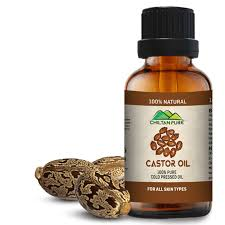 100% NATURAL
CHILTAN PURE
CASTOR OIL
100% PURE
COLD PRESSED OIL
FOR ALL SKIN TYPES